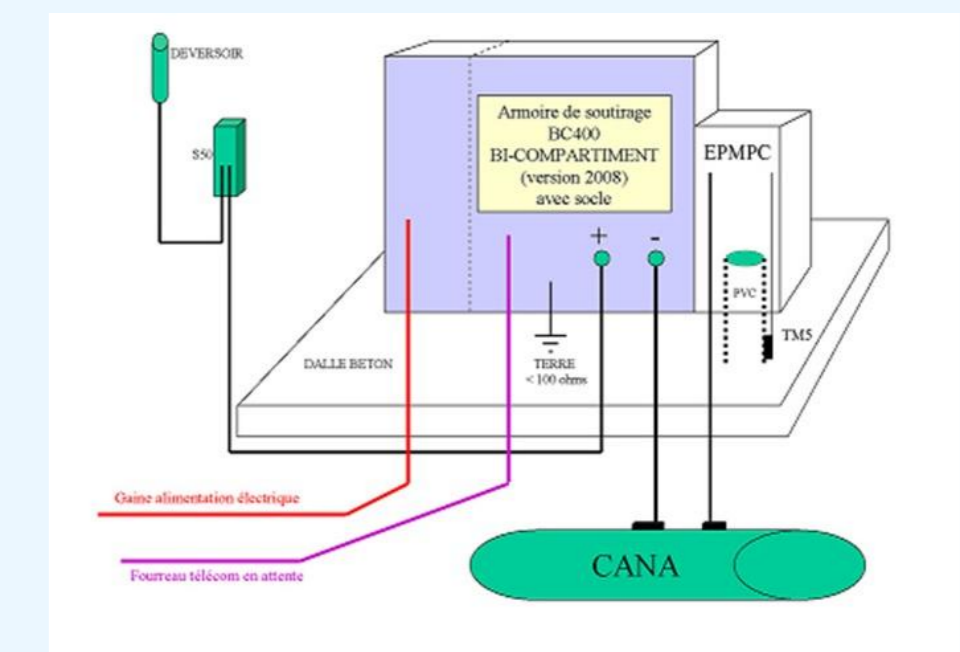 DEVERSOIR
S50
Armoire de soutirage
BC400
BI-COMPARTIMENT
(version 2008)
avec socle
EPMPC
+ -
PVC
TM5
DALLE BETON
TERRE
< 100 ohms
Gaine alimentation électrique
Fourreau télécom en attente
CANA